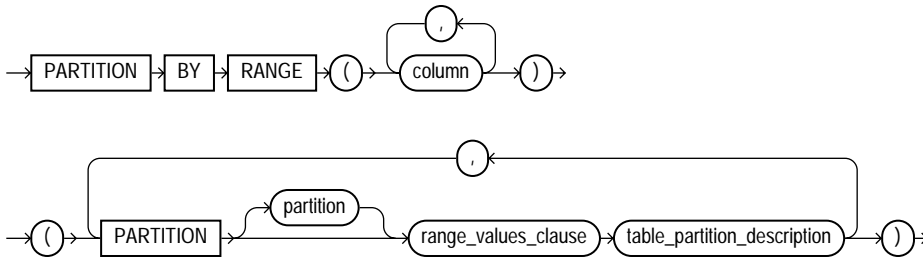 ,
PARTITION BY RANGE ( column )
,
partition
( PARTITION range_values_clause table_partition_description )